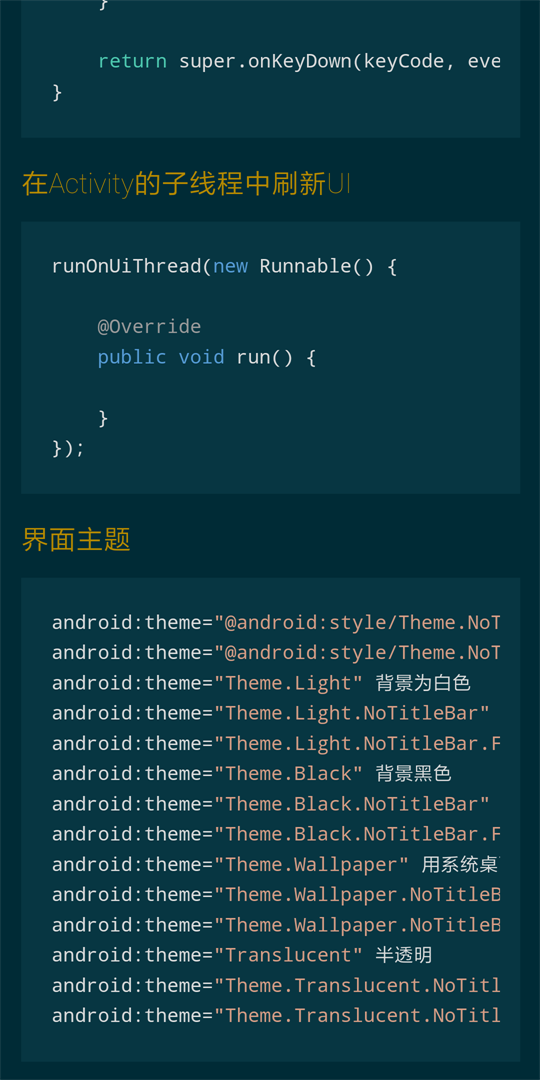 }
return super.onKeyDown(keyCode, eve
}
在Activity的子线程中刷新UI
runOnUiThread(new Runnable() {
@Override
public void run() {
}
});
界面主题
android:theme="@android:style/Theme.NoT
android:theme="@android:style/Theme.NoT
android:theme="Theme.Light" 背景为白色
android:theme="Theme.Light.NoTitleBar"
android:theme="Theme.Light.NoTitleBar.F
android:theme="Theme.Black" 背景黑色
android:theme="Theme.Black.NoTitleBar"
android:theme="Theme.Black.NoTitleBar.F
android:theme="Theme.Wallpaper" 用系统桌
android:theme="Theme.Wallpaper.NoTitleB
android:theme="Theme.Wallpaper.NoTitleB
android:theme="Translucent" 半透明
android:theme="Theme.Translucent.NoTitl
android:theme="Theme.Translucent.NoTitl